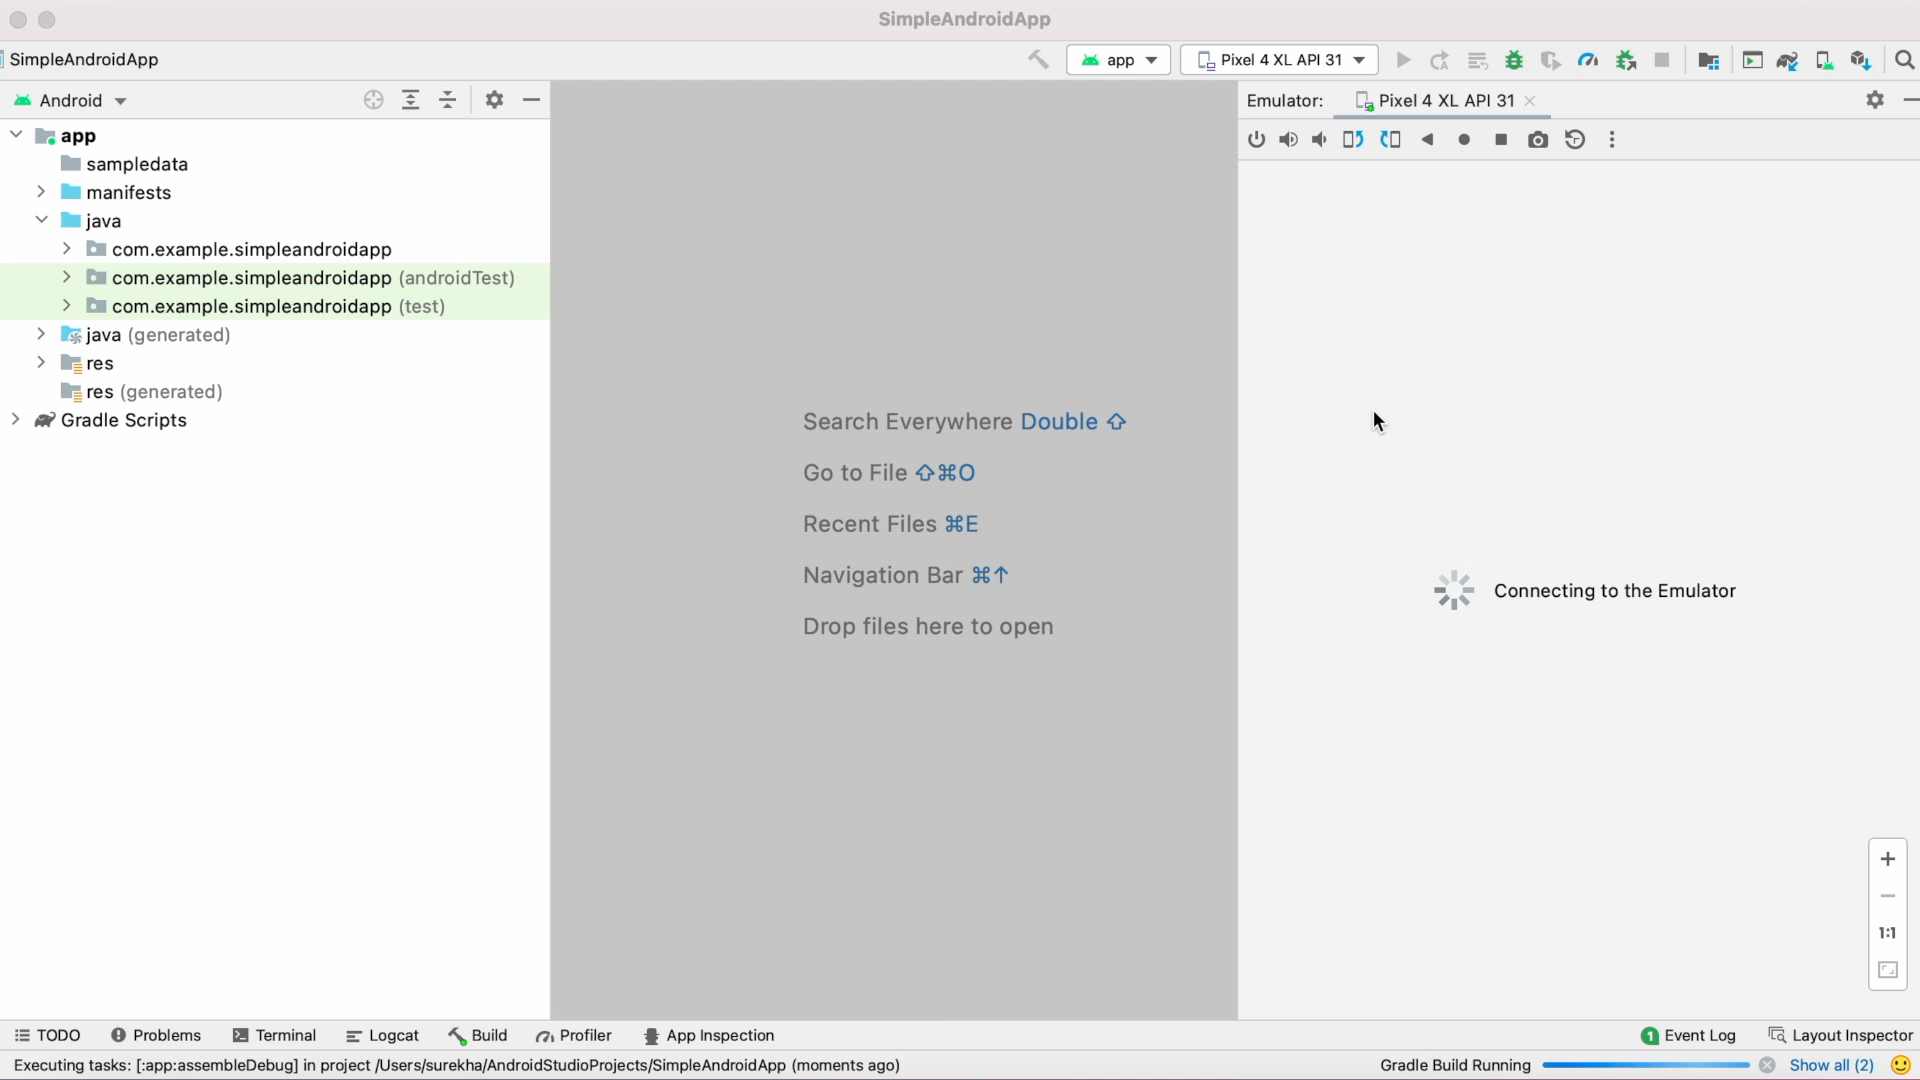 SimpleAndroidApp
SimpleAndroidApp
app
Pixel 4 XL API 31
Android
Emulator:
Pixel 4 XL API 31
app
sampledata
manifests
java
com.example.simpleandroidapp
com.example.simpleandroidapp (androidTest)
com.example.simpleandroidapp (test)
java (generated)
res
res (generated)
Gradle Scripts
Search Everywhere Double ⇧
Go to File ⇧⌘O
Recent Files ⌘E
Navigation Bar ⌘↑
Drop files here to open
Connecting to the Emulator
1:1
TODO
Problems
Terminal
Logcat
Build
Profiler
App Inspection
1 Event Log
Layout Inspector
Executing tasks: [:app:assembleDebug] in project /Users/surekha/AndroidStudioProjects/SimpleAndroidApp (moments ago)
Gradle Build Running
Show all (2)